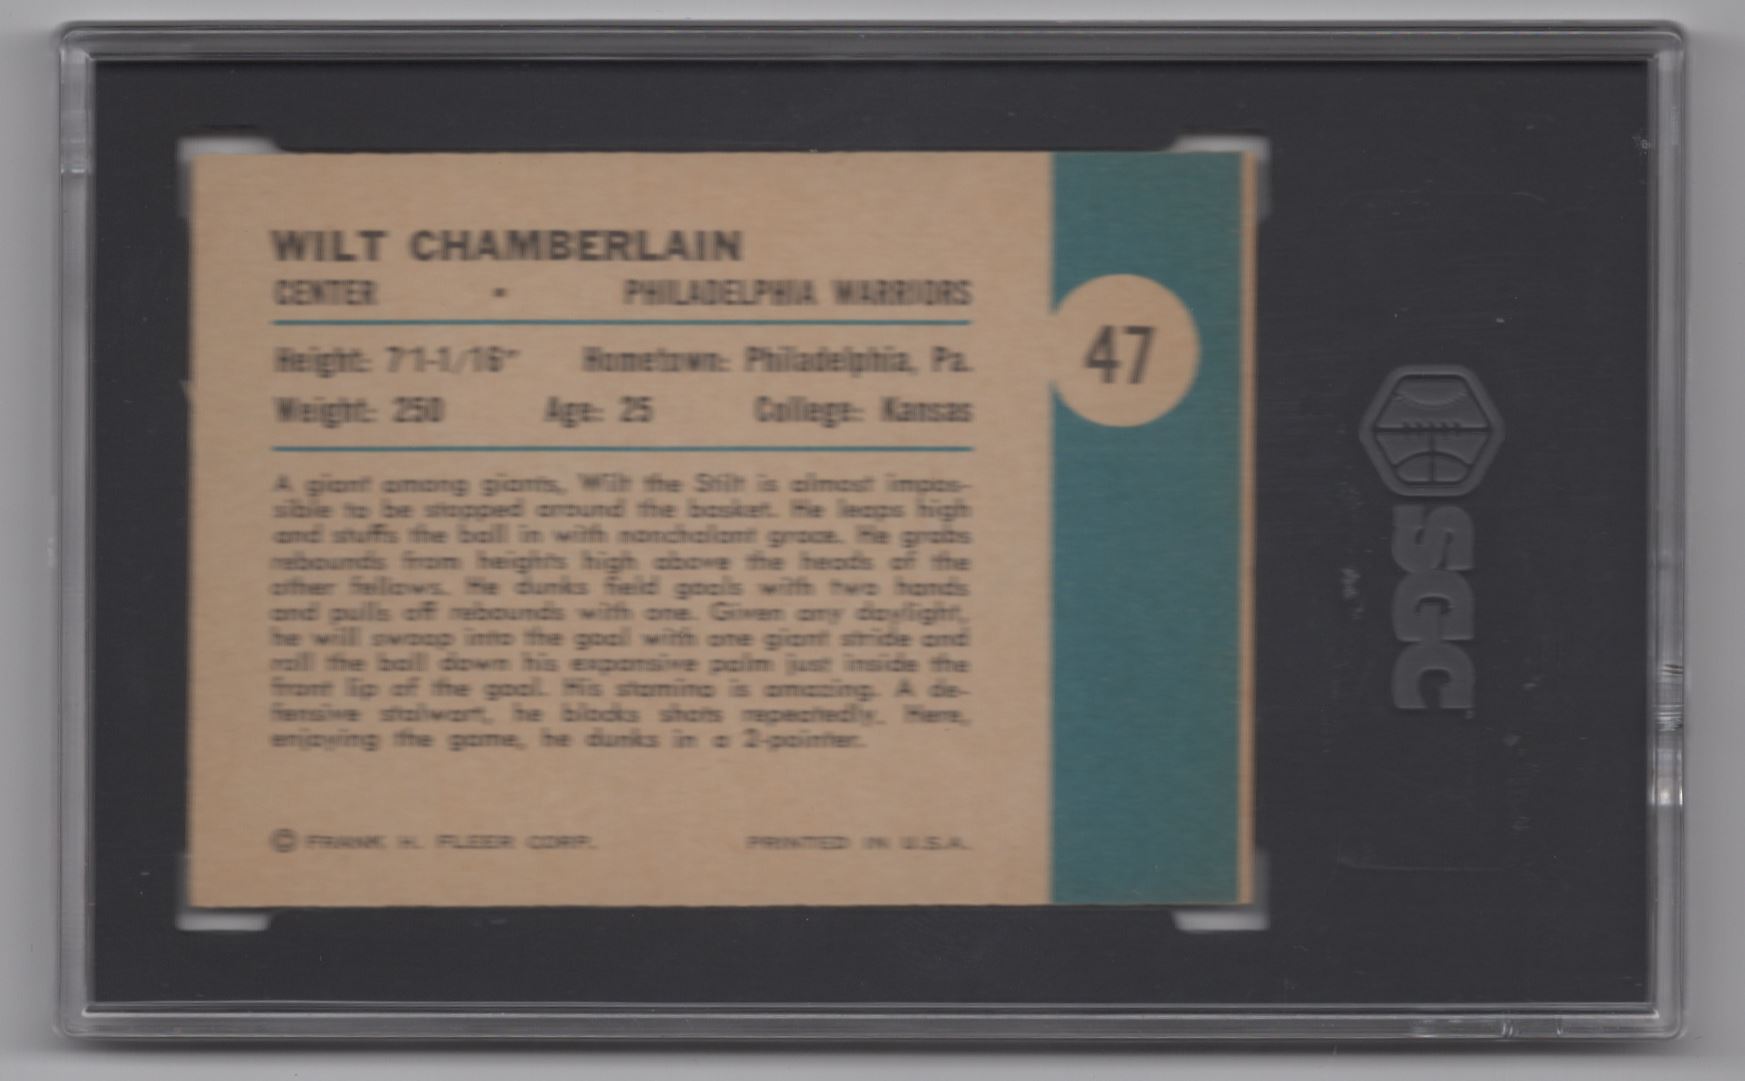 WILT CHAMBERLAIN
CENTER • PHILADELPHIA WARRIORS
Height: 7'1-1/16" Hometown: Philadelphia, Pa.
Weight: 250 Age: 25 College: Kansas
47
A giant among giants, Wilt the Stilt is almost impos-
sible to be stopped around the basket. He leaps high
and stuffs the ball in with nonchalant grace. He grabs
rebounds from heights high above the heads of the
other fellows. He dunks field goals with two hands
and pulls off rebounds with one. Given any daylight,
he will swoop into the goal with one giant stride and
roll the ball down his expansive palm just inside the
front lip of the goal. His stamina is amazing. A de-
fensive stalwart, he blocks shots repeatedly. Here,
enjoying the game, he dunks in a 2-pointer.
© FRANK H. FLEER CORP. PRINTED IN U.S.A.
SGC